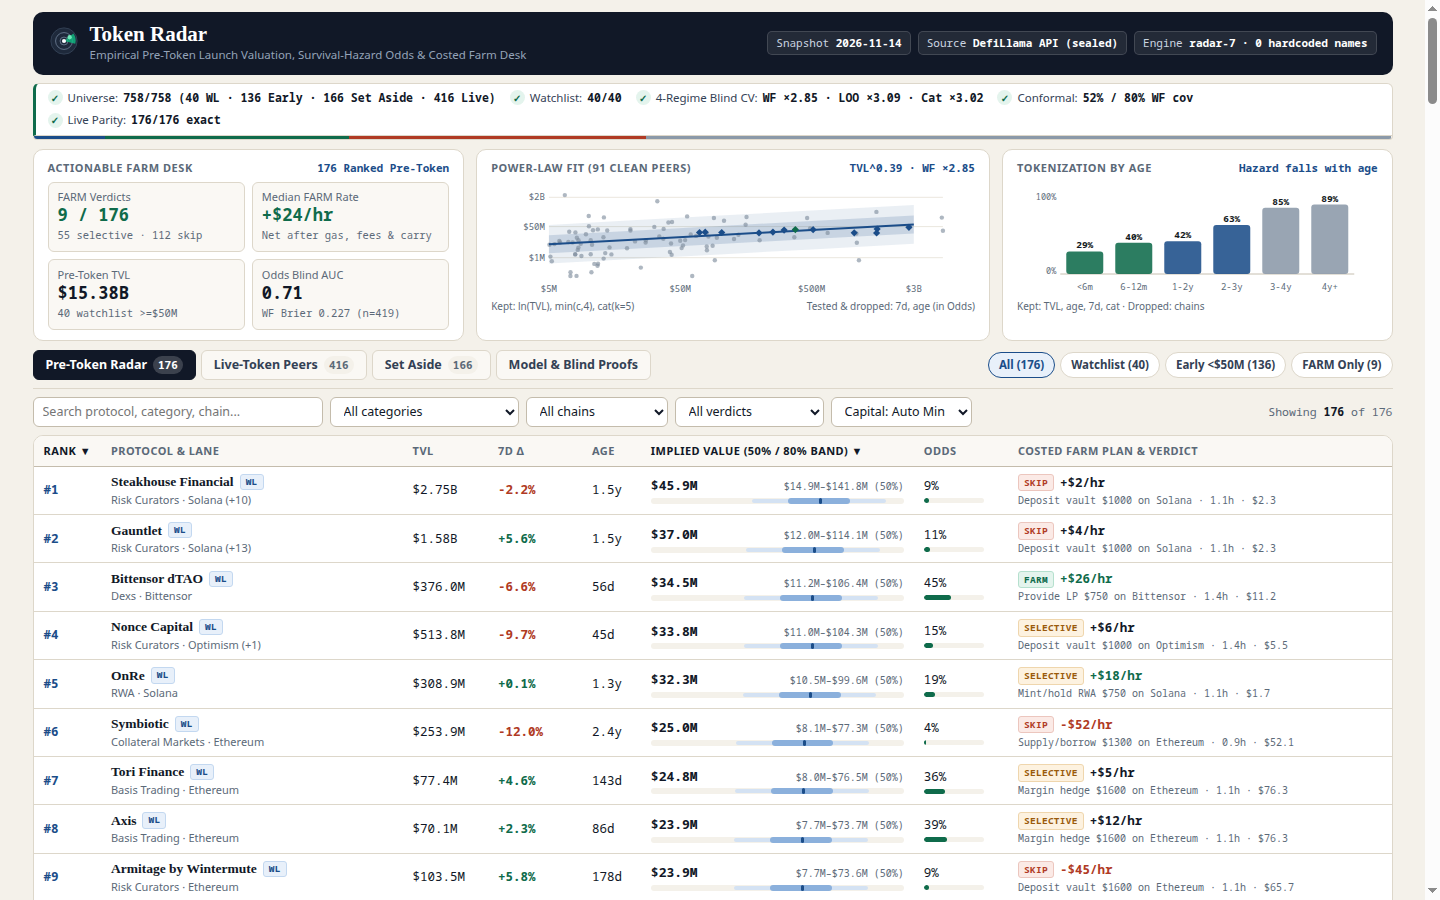 Token Radar
Empirical Pre-Token Launch Valuation, Survival-Hazard Odds & Costed Farm Desk
Snapshot 2026-11-14
Source DefiLlama API (sealed)
Engine radar-7 · 0 hardcoded names
✓ Universe: 758/758 (40 WL · 136 Early · 166 Set Aside · 416 Live) ✓ Watchlist: 40/40 ✓ 4-Regime Blind CV: WF ×2.85 · LOO ×3.09 · Cat ×3.02 ✓ Conformal: 52% / 80% WF cov
✓ Live Parity: 176/176 exact
ACTIONABLE FARM DESK 176 Ranked Pre-Token
FARM Verdicts
9 / 176
55 selective · 112 skip
Median FARM Rate
+$24/hr
Net after gas, fees & carry
Pre-Token TVL
$15.38B
40 watchlist >=$50M
Odds Blind AUC
0.71
WF Brier 0.227 (n=419)
POWER-LAW FIT (91 CLEAN PEERS) TVL^0.39 · WF ×2.85
$2B
$50M
$1M
$5M $50M $500M $3B
Kept: ln(TVL), min(c,4), cat(k=5) Tested & dropped: 7d, age (in Odds)
TOKENIZATION BY AGE Hazard falls with age
100%
0%
29% 40% 42% 63% 85% 89%
<6m 6-12m 1-2y 2-3y 3-4y 4y+
Kept: TVL, age, 7d, cat · Dropped: chains
Pre-Token Radar 176
Live-Token Peers 416
Set Aside 166
Model & Blind Proofs
All (176)
Watchlist (40)
Early <$50M (136)
FARM Only (9)
Search protocol, category, chain...
All categories
All chains
All verdicts
Capital: Auto Min
Showing 176 of 176
RANK ▼ PROTOCOL & LANE TVL 7D Δ AGE IMPLIED VALUE (50% / 80% BAND) ▼ ODDS COSTED FARM PLAN & VERDICT
#1 Steakhouse Financial WL $2.75B -2.2% 1.5y $45.9M $14.9M–$141.8M (50%) 9% SKIP +$2/hr
Risk Curators · Solana (+10) Deposit vault $1000 on Solana · 1.1h · $2.3
#2 Gauntlet WL $1.58B +5.6% 1.5y $37.0M $12.0M–$114.1M (50%) 11% SKIP +$4/hr
Risk Curators · Solana (+13) Deposit vault $1000 on Solana · 1.1h · $2.3
#3 Bittensor dTAO WL $376.0M -6.6% 56d $34.5M $11.2M–$106.4M (50%) 45% FARM +$26/hr
Dexs · Bittensor Provide LP $750 on Bittensor · 1.4h · $11.2
#4 Nonce Capital WL $513.8M -9.7% 45d $33.8M $11.0M–$104.3M (50%) 15% SELECTIVE +$6/hr
Risk Curators · Optimism (+1) Deposit vault $1000 on Optimism · 1.4h · $5.5
#5 OnRe WL $308.9M +0.1% 1.3y $32.3M $10.5M–$99.6M (50%) 19% SELECTIVE +$18/hr
RWA · Solana Mint/hold RWA $750 on Solana · 1.1h · $1.7
#6 Symbiotic WL $253.9M -12.0% 2.4y $25.0M $8.1M–$77.3M (50%) 4% SKIP -$52/hr
Collateral Markets · Ethereum Supply/borrow $1300 on Ethereum · 0.9h · $52.1
#7 Tori Finance WL $77.4M +4.6% 143d $24.8M $8.0M–$76.5M (50%) 36% SELECTIVE +$5/hr
Basis Trading · Ethereum Margin hedge $1600 on Ethereum · 1.1h · $76.3
#8 Axis WL $70.1M +2.3% 86d $23.9M $7.7M–$73.7M (50%) 39% SELECTIVE +$12/hr
Basis Trading · Ethereum Margin hedge $1600 on Ethereum · 1.1h · $76.3
#9 Armitage by Wintermute WL $103.5M +5.8% 178d $23.9M $7.7M–$73.6M (50%) 9% SKIP -$45/hr
Risk Curators · Ethereum Deposit vault $1600 on Ethereum · 1.1h · $65.7